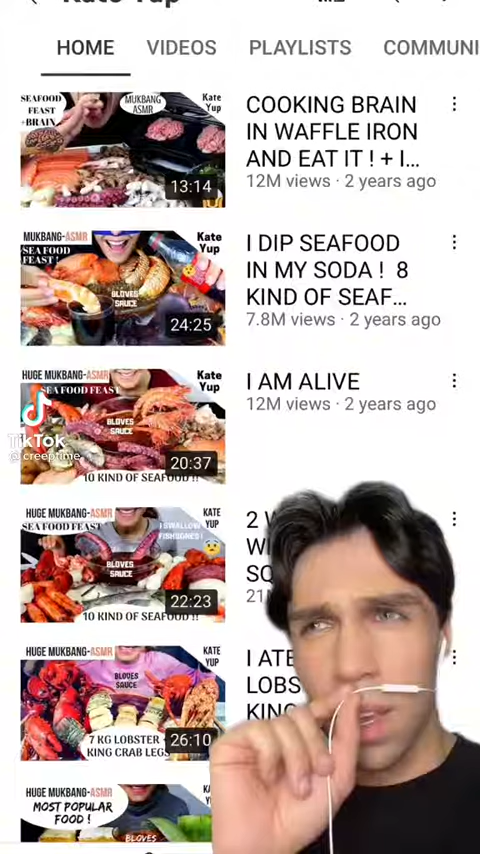 Kate Yup
HOME VIDEOS PLAYLISTS COMMUNI
SEAFOOD
FEAST
+BRAIN
MUKBANG
ASMR
Kate
Yup
13:14
COOKING BRAIN
IN WAFFLE IRON
AND EAT IT ! + I...
12M views · 2 years ago
MUKBANG-ASMR
SEA FOOD
FEAST !
Kate
Yup
BLOVES
SAUCE
24:25
I DIP SEAFOOD
IN MY SODA ! 8
KIND OF SEAF...
7.8M views · 2 years ago
HUGE MUKBANG-ASMR
SEA FOOD FEAST
Kate
Yup
BLOVES
SAUCE
20:37
10 KIND OF SEAFOOD !!
I AM ALIVE
12M views · 2 years ago
TikTok
@creeptime
HUGE MUKBANG-ASMR
SEA FOOD FEAST
KATE
YUP
I SWALLOW
FISHBONES !
BLOVES
SAUCE
22:23
10 KIND OF SEAFOOD !!
2 W
W
SQ
21
HUGE MUKBANG-ASMR
KATE
YUP
BLOVES
SAUCE
7 KG LOBSTER +
KING CRAB LEGS
26:10
I ATE
LOBS
KING
HUGE MUKBANG-ASMR
MOST POPULAR
FOOD !
BLOVES